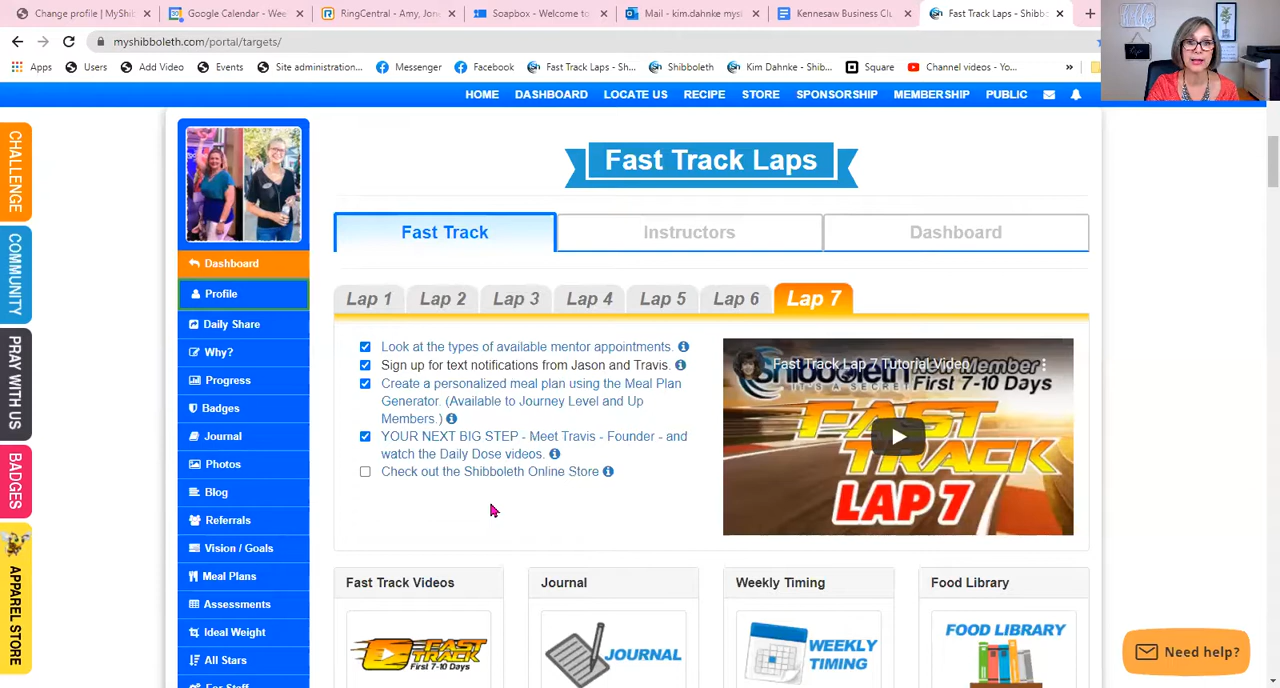 Change profile | MyShib
Google Calendar - Wee
RingCentral - Amy, Jon
Soapbox - Welcome to
Mail - kim.dahnke mys
Kennesaw Business Clu
Fast Track Laps - Shibb
myshibboleth.com/portal/targets/
Apps
Users
Add Video
Events
Site administration...
Messenger
Fast Track Laps - Sh...
Shibboleth
Kim Dahnke - Shib...
Square
Channel videos - Yo...
»
HOME
DASHBOARD
LOCATE US
RECIPE
STORE
SPONSORSHIP
MEMBERSHIP
PUBLIC
CHALLENGE
COMMUNITY
PRAY WITH US
BADGES
APPAREL STORE
Dashboard
Profile
Daily Share
Why?
Progress
Badges
Journal
Photos
Blog
Referrals
Vision / Goals
Meal Plans
Assessments
Ideal Weight
All Stars
For Staff
Fast Track Laps
Fast Track
Instructors
Dashboard
Lap 1
Lap 2
Lap 3
Lap 4
Lap 5
Lap 6
Lap 7
Look at the types of available mentor appointments.
Sign up for text notifications from Jason and Travis.
Create a personalized meal plan using the Meal Plan
Generator. (Available to Journey Level and Up
Members.)
YOUR NEXT BIG STEP - Meet Travis - Founder - and
watch the Daily Dose videos.
Check out the Shibboleth Online Store
Fast Track Lap 7 Tutorial Video
Shibboleth Member
IT'S A SECRET
First 7-10 Days
FAST
TRACK
LAP 7
Fast Track Videos
FAST
TRACK
First 7-10 Days
Journal
JOURNAL
Weekly Timing
WEEKLY
TIMING
Food Library
FOOD LIBRARY
Need help?